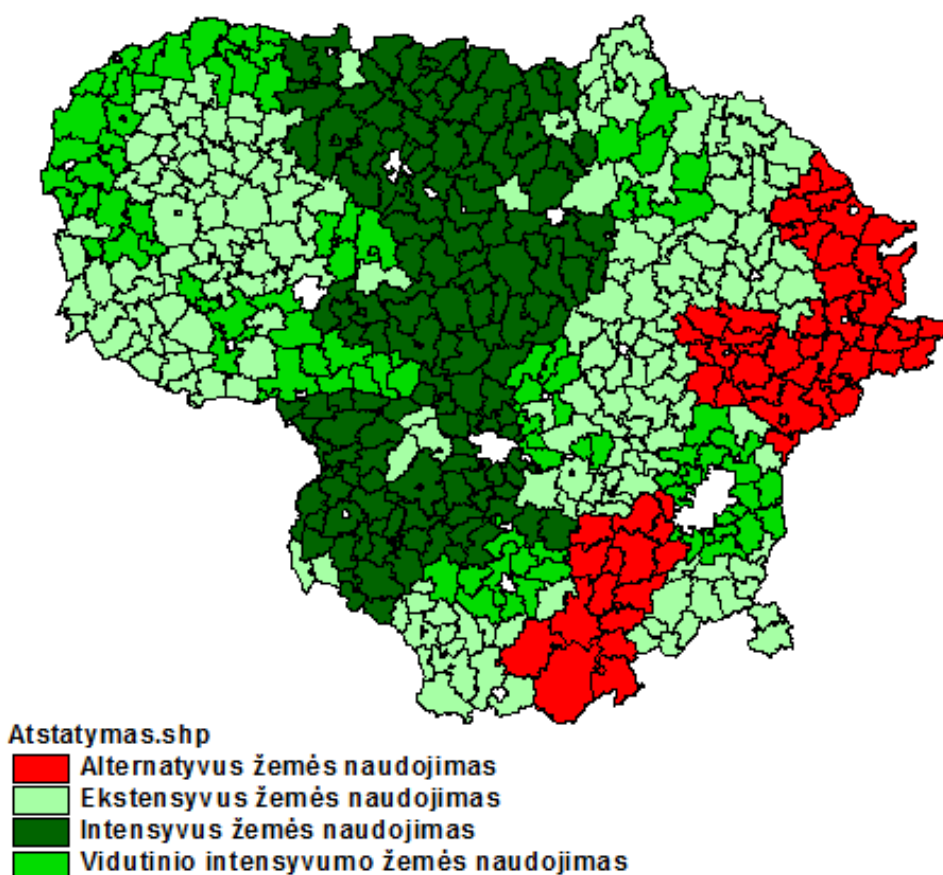 Atstatymas.shp
Alternatyvus žemės naudojimas
Ekstensyvus žemės naudojimas
Intensyvus žemės naudojimas
Vidutinio intensyvumo žemės naudojimas